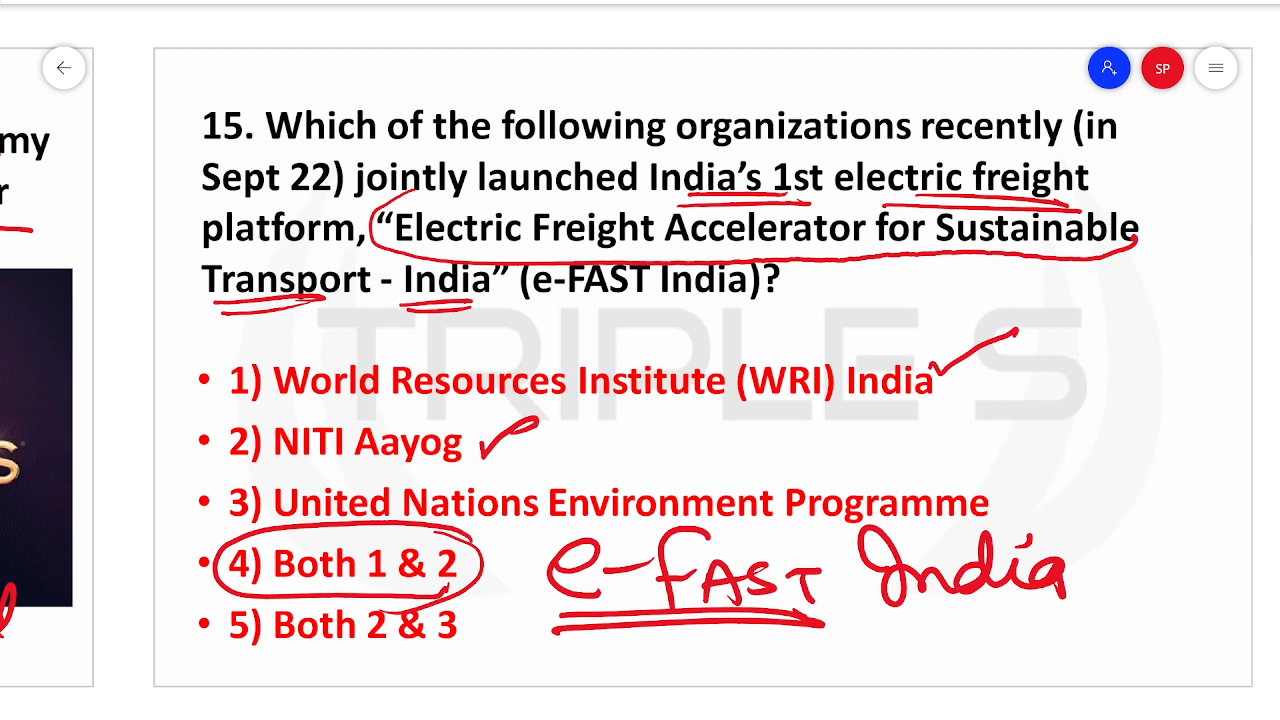 my
r
S
SP
15. Which of the following organizations recently (in
Sept 22) jointly launched India’s 1st electric freight
platform, “Electric Freight Accelerator for Sustainable
Transport - India” (e-FAST India)?
TRIPLE S
• 1) World Resources Institute (WRI) India
• 2) NITI Aayog
• 3) United Nations Environment Programme
• 4) Both 1 & 2
e-FAST India
• 5) Both 2 & 3